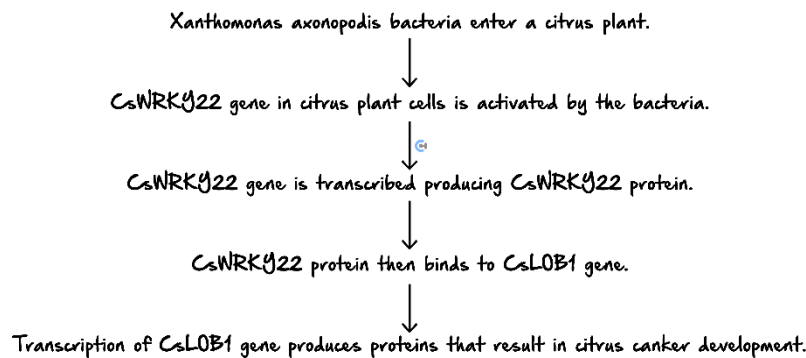 Xanthomonas axonopodis bacteria enter a citrus plant.
CsWRKY22 gene in citrus plant cells is activated by the bacteria.
CsWRKY22 gene is transcribed producing CsWRKY22 protein.
CsWRKY22 protein then binds to CsLOB1 gene.
Transcription of CsLOB1 gene produces proteins that result in citrus canker development.